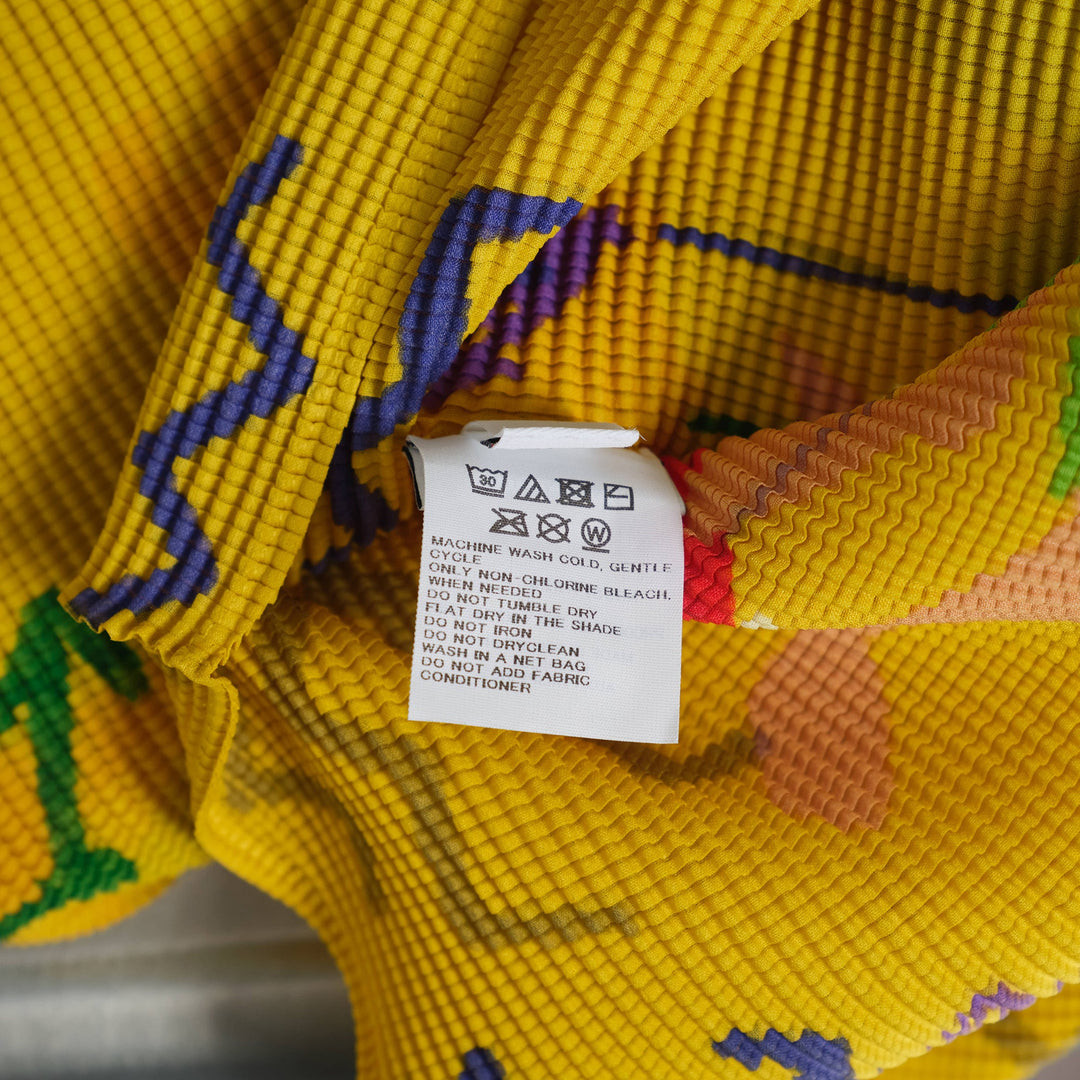 30
W
MACHINE WASH COLD, GENTLE
CYCLE
ONLY NON-CHLORINE BLEACH.
WHEN NEEDED
DO NOT TUMBLE DRY
FLAT DRY IN THE SHADE
DO NOT IRON
DO NOT DRYCLEAN
WASH IN A NET BAG
DO NOT ADD FABRIC
CONDITIONER